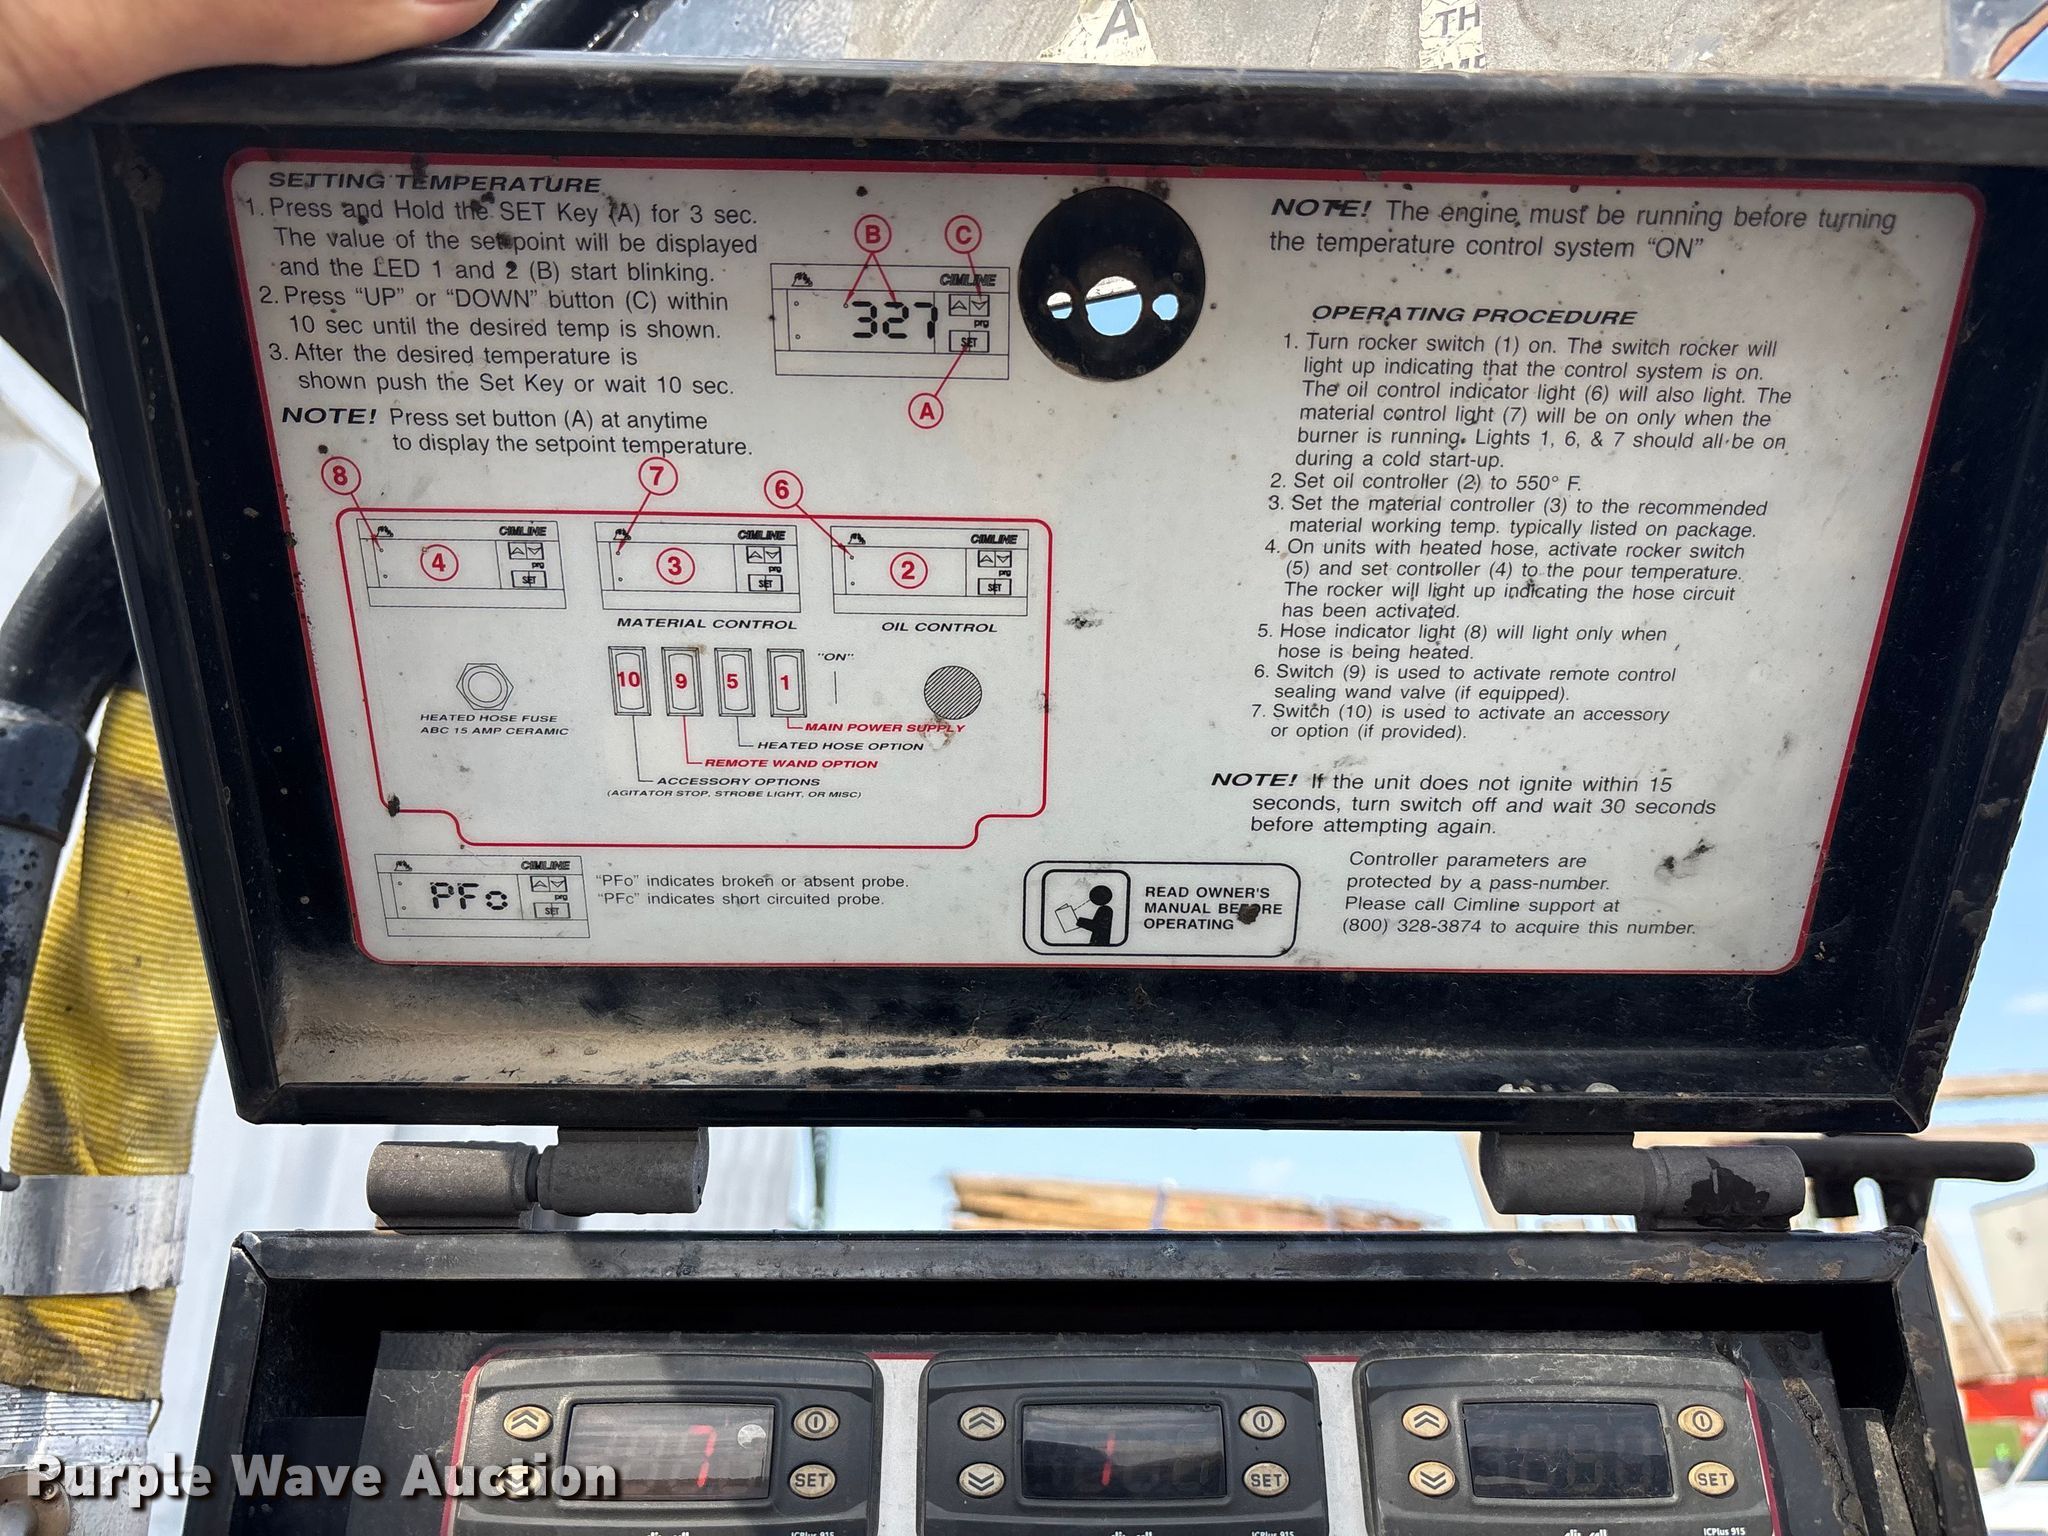 A
TH
SETTING TEMPERATURE
1. Press and Hold the SET Key (A) for 3 sec.
The value of the set point will be displayed
and the LED 1 and 2 (B) start blinking.
2. Press "UP" or "DOWN" button (C) within
10 sec until the desired temp is shown.
3. After the desired temperature is
shown push the Set Key or wait 10 sec.
NOTE! Press set button (A) at anytime
to display the setpoint temperature.
B
C
CIMLINE
327
prg
SET
A
NOTE! The engine must be running before turning
the temperature control system "ON"
OPERATING PROCEDURE
1. Turn rocker switch (1) on. The switch rocker will
light up indicating that the control system is on.
The oil control indicator light (6) will also light. The
material control light (7) will be on only when the
burner is running. Lights 1, 6, & 7 should all be on
during a cold start-up.
2. Set oil controller (2) to 550° F.
3. Set the material controller (3) to the recommended
material working temp. typically listed on package.
4. On units with heated hose, activate rocker switch
(5) and set controller (4) to the pour temperature.
The rocker will light up indicating the hose circuit
has been activated.
5. Hose indicator light (8) will light only when
hose is being heated.
6. Switch (9) is used to activate remote control
sealing wand valve (if equipped).
7. Switch (10) is used to activate an accessory
or option (if provided).
NOTE! If the unit does not ignite within 15
seconds, turn switch off and wait 30 seconds
before attempting again.
Controller parameters are
protected by a pass-number.
Please call Cimline support at
(800) 328-3874 to acquire this number.
8
7
6
CIMLINE
4
prg
SET
CIMLINE
3
prg
SET
CIMLINE
2
prg
SET
MATERIAL CONTROL
OIL CONTROL
10
9
5
1
"ON"
HEATED HOSE FUSE
ABC 15 AMP CERAMIC
MAIN POWER SUPPLY
HEATED HOSE OPTION
REMOTE WAND OPTION
ACCESSORY OPTIONS
(AGITATOR STOP, STROBE LIGHT, OR MISC)
CIMLINE
PFo
prg
SET
"PFo" indicates broken or absent probe.
"PFc" indicates short circuited probe.
READ OWNER'S
MANUAL BEFORE
OPERATING
7
SET
ICPlus 915
1
SET
ICPlus 915
SET
ICPlus 915
Purple Wave Auction